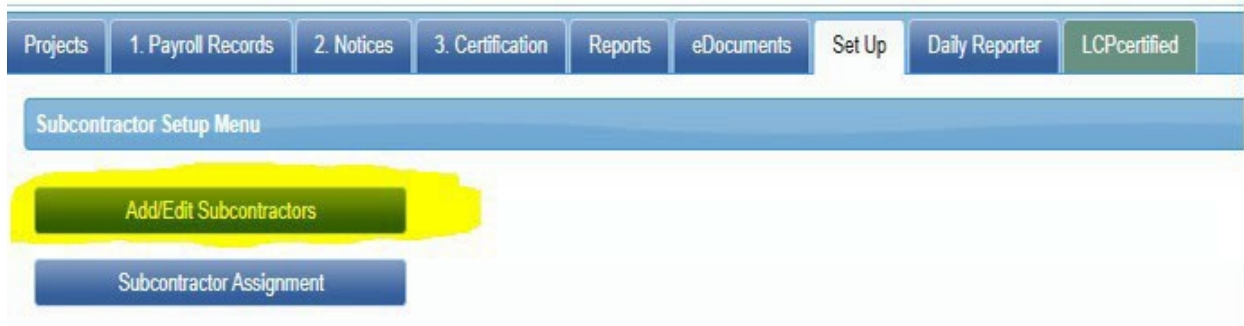 Projects 1. Payroll Records 2. Notices 3. Certification Reports eDocuments Set Up Daily Reporter LCPcertified
Subcontractor Setup Menu
Add/Edit Subcontractors
Subcontractor Assignment